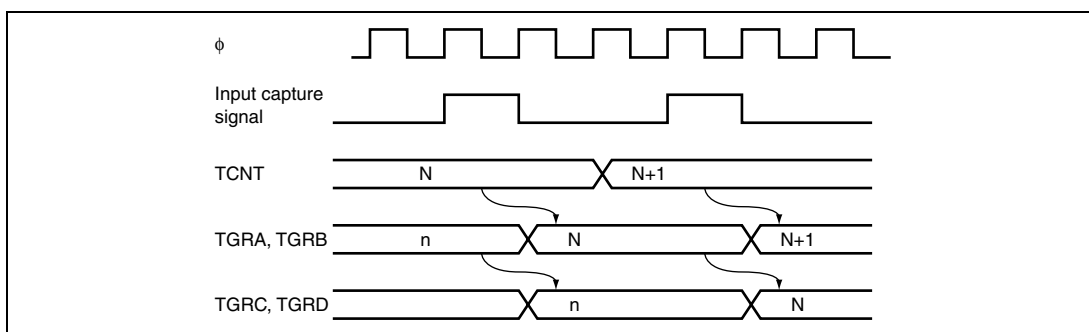 ϕ
Input capture
signal
TCNT N N+1
TGRA, TGRB n N N+1
TGRC, TGRD n N